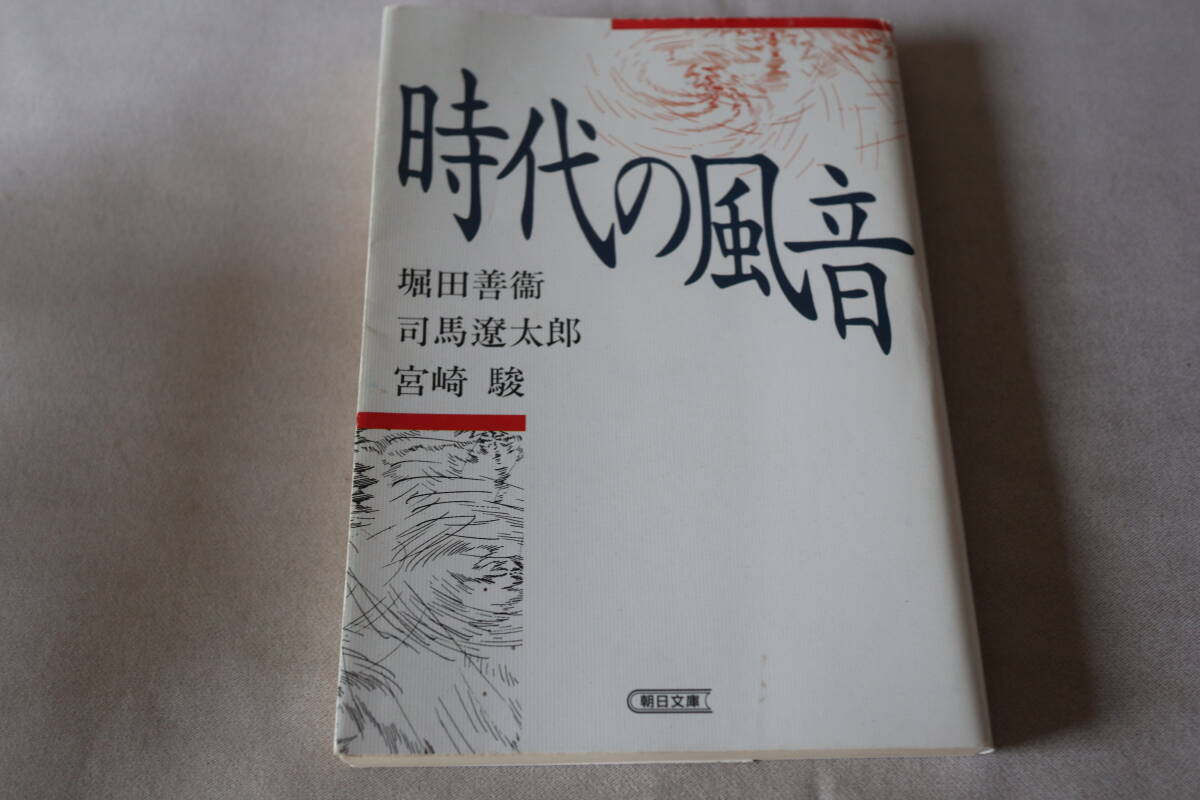 時代の風音
堀田善衞
司馬遼太郎
宮崎 駿
朝日文庫